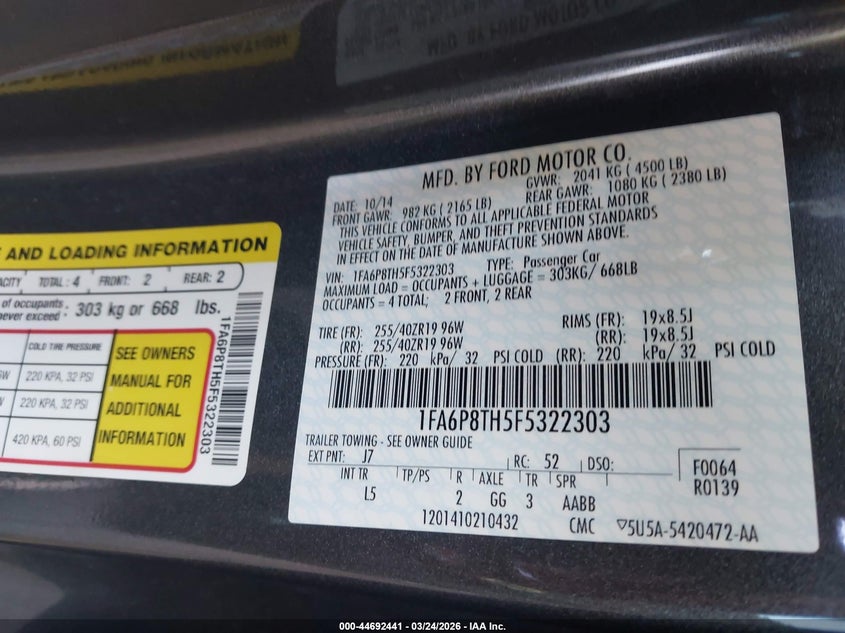 AND LOADING INFORMATION
TOTAL : 4 FRONT: 2 REAR: 2
of occupants
never exceed : 303 kg or 668 lbs.
COLD TIRE PRESSURE
220 KPA, 32 PSI
220 KPA, 32 PSI
420 KPA, 60 PSI
SEE OWNERS
MANUAL FOR
ADDITIONAL
INFORMATION
1FA6P8TH5F5322303
MFD. BY FORD MOTOR CO.
DATE: 10/14 GVWR: 2041 KG ( 4500 LB)
FRONT GAWR: 982 KG ( 2165 LB) REAR GAWR: 1080 KG ( 2380 LB)
THIS VEHICLE CONFORMS TO ALL APPLICABLE FEDERAL MOTOR
VEHICLE SAFETY, BUMPER, AND THEFT PREVENTION STANDARDS
IN EFFECT ON THE DATE OF MANUFACTURE SHOWN ABOVE.
VIN: 1FA6P8TH5F5322303 TYPE: Passenger Car
MAXIMUM LOAD = OCCUPANTS + LUGGAGE = 303KG/ 668LB
OCCUPANTS = 4 TOTAL; 2 FRONT, 2 REAR
TIRE (FR): 255/40ZR19 96W RIMS (FR): 19x8.5J
(RR): 255/40ZR19 96W (RR): 19x8.5J
PRESSURE (FR): 220 kPa/ 32 PSI COLD (RR): 220 kPa/ 32 PSI COLD
1FA6P8TH5F5322303
TRAILER TOWING - SEE OWNER GUIDE
EXT PNT: J7 RC: 52 DSO: F0064
R0139
INT TR TP/PS R AXLE TR SPR
L5 2 GG 3 AABB
1201410210432 CMC 5U5A-5420472-AA
000-44692441 - 03/24/2026 - IAA Inc.